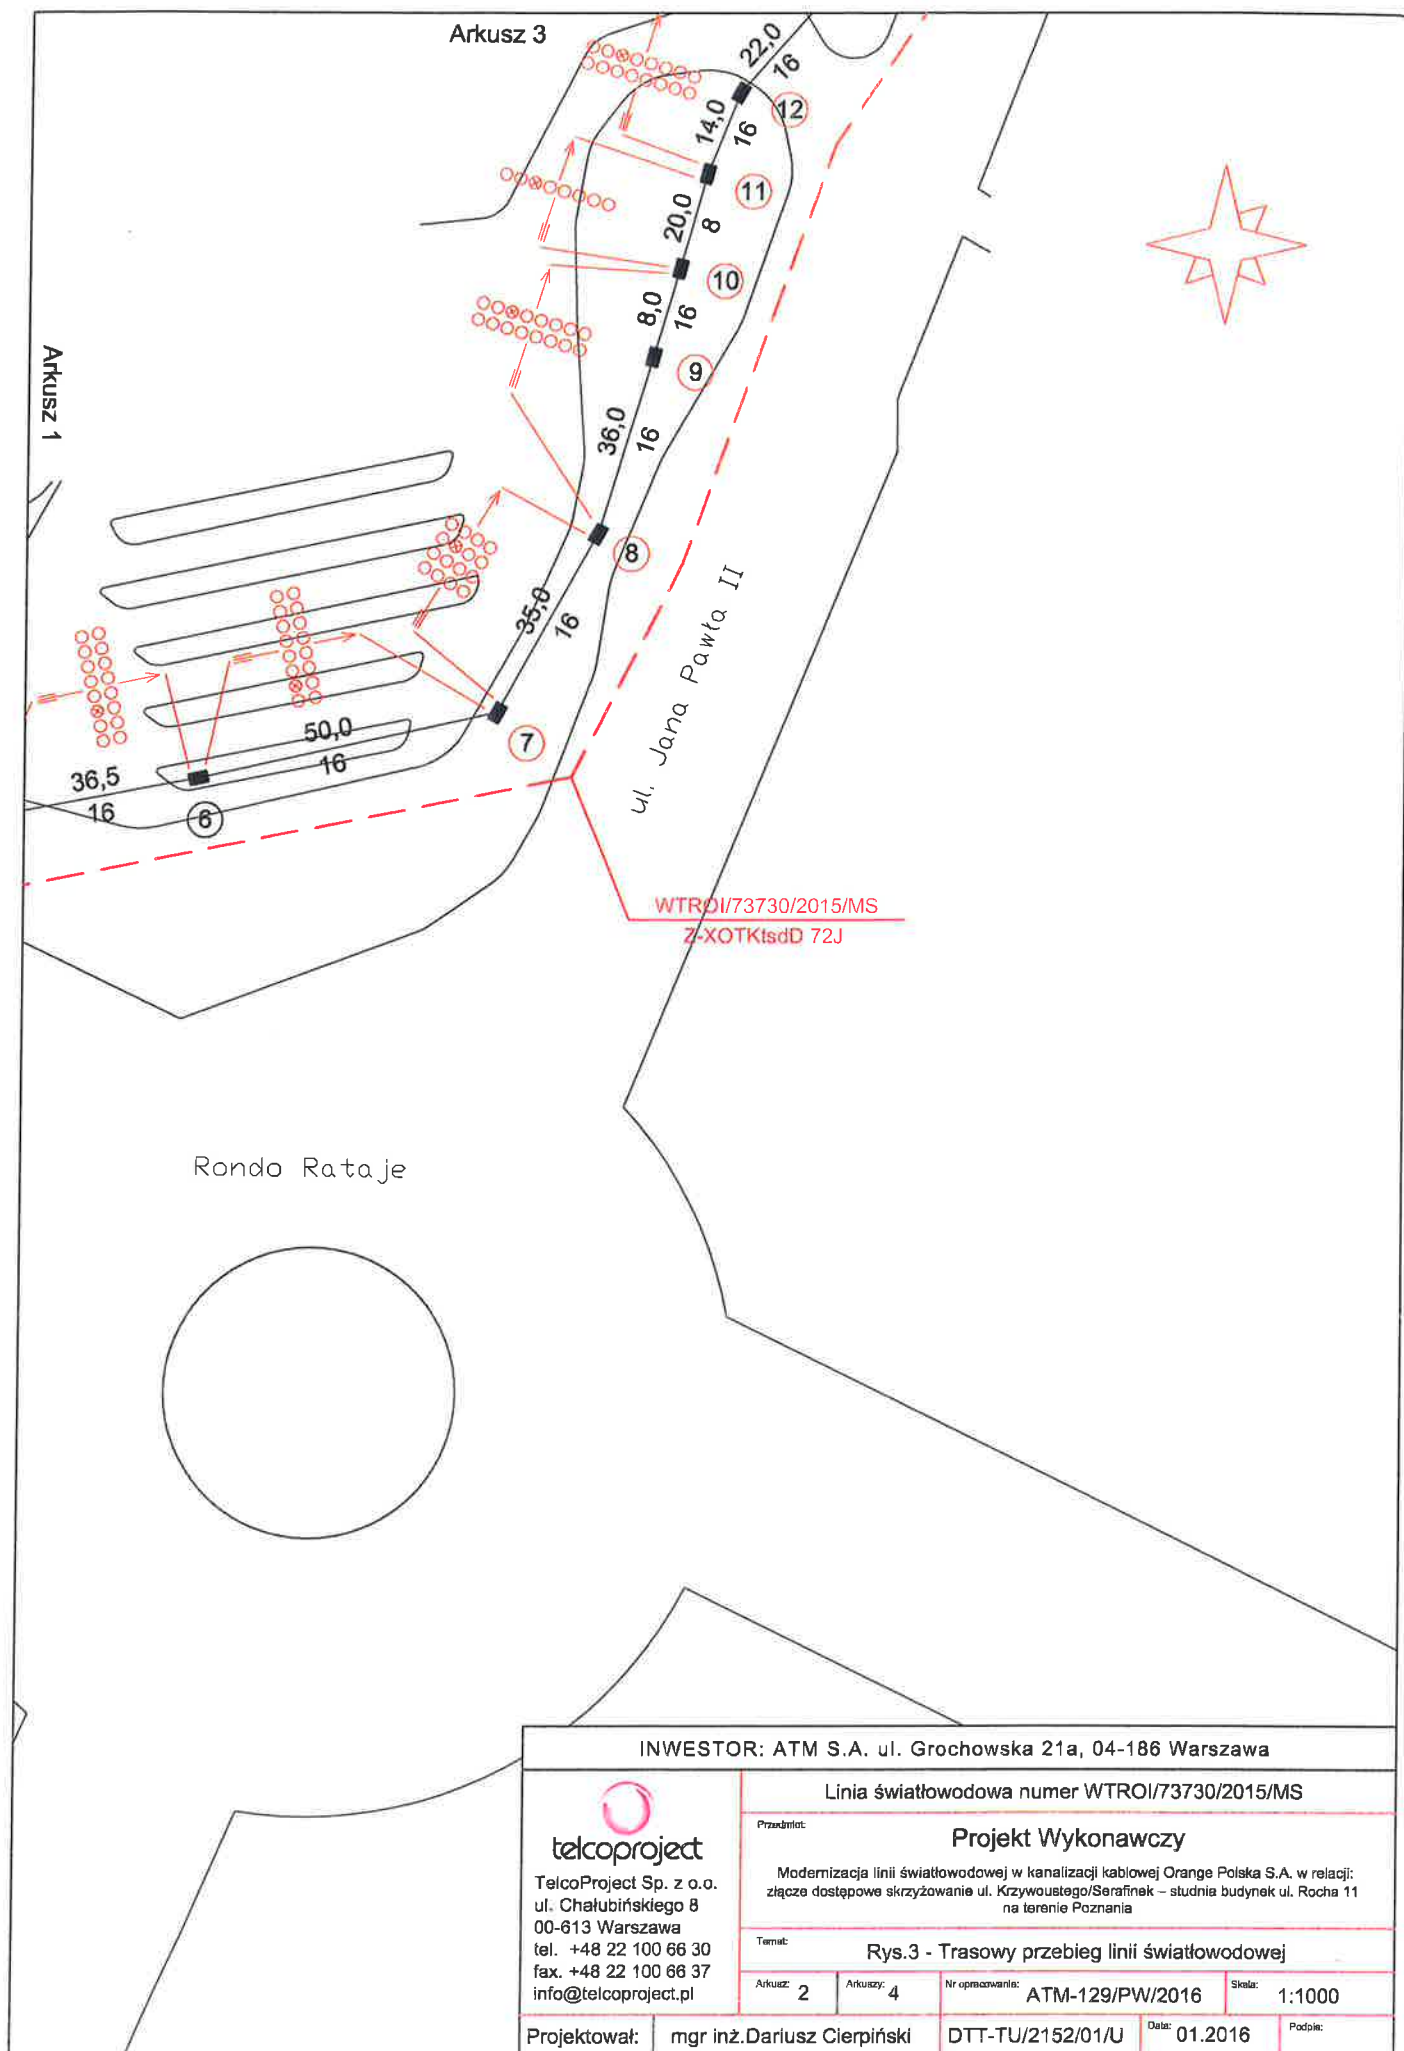 Arkusz 3
22,0
16
12
14,0
16
11
20,0
8
10
8,0
16
9
Arkusz 1
36,0
16
8
35,0
16
7
50,0
16
36,5
16
6
ul. Jana Pawła II
WTROI/73730/2015/MS
Z-XOTKtsdD 72J
Rondo Rataje
INWESTOR: ATM S.A. ul. Grochowska 21a, 04-186 Warszawa
telcoproject
TelcoProject Sp. z o.o.
ul. Chałubińskiego 8
00-613 Warszawa
tel. +48 22 100 66 30
fax. +48 22 100 66 37
info@telcoproject.pl
Linia światłowodowa numer WTROI/73730/2015/MS
Przedmiot:
Projekt Wykonawczy
Modernizacja linii światłowodowej w kanalizacji kablowej Orange Polska S.A. w relacji:
złącze dostępowe skrzyżowanie ul. Krzywoustego/Serafinek – studnia budynek ul. Rocha 11
na terenie Poznania
Temat:
Rys.3 - Trasowy przebieg linii światłowodowej
Arkusz: 2
Arkuszy: 4
Nr opracowania: ATM-129/PW/2016
Skala: 1:1000
Projektował:
mgr inż.Dariusz Cierpiński
DTT-TU/2152/01/U
Data: 01.2016
Podpis: